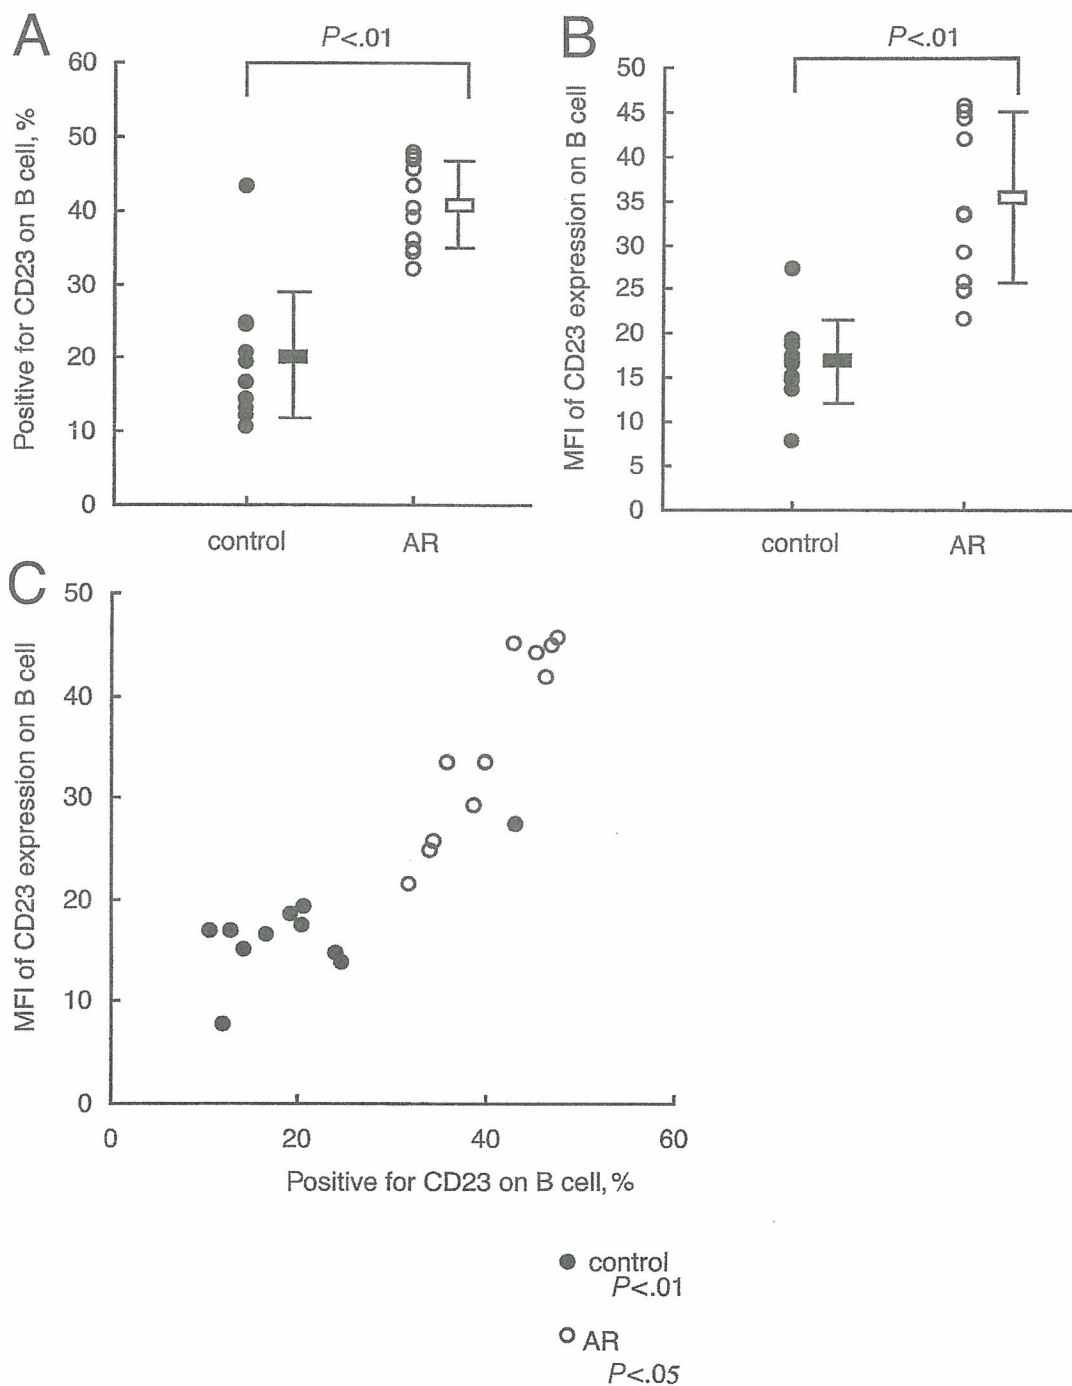 A
P<.01
60
50
40
30
20
10
0
Positive for CD23 on B cell, %
control
AR
B
P<.01
50
45
40
35
30
25
20
15
10
5
0
MFI of CD23 expression on B cell
control
AR
C
50
40
30
20
10
0
MFI of CD23 expression on B cell
0
20
40
60
Positive for CD23 on B cell, %
control
P<.01
AR
P<.05